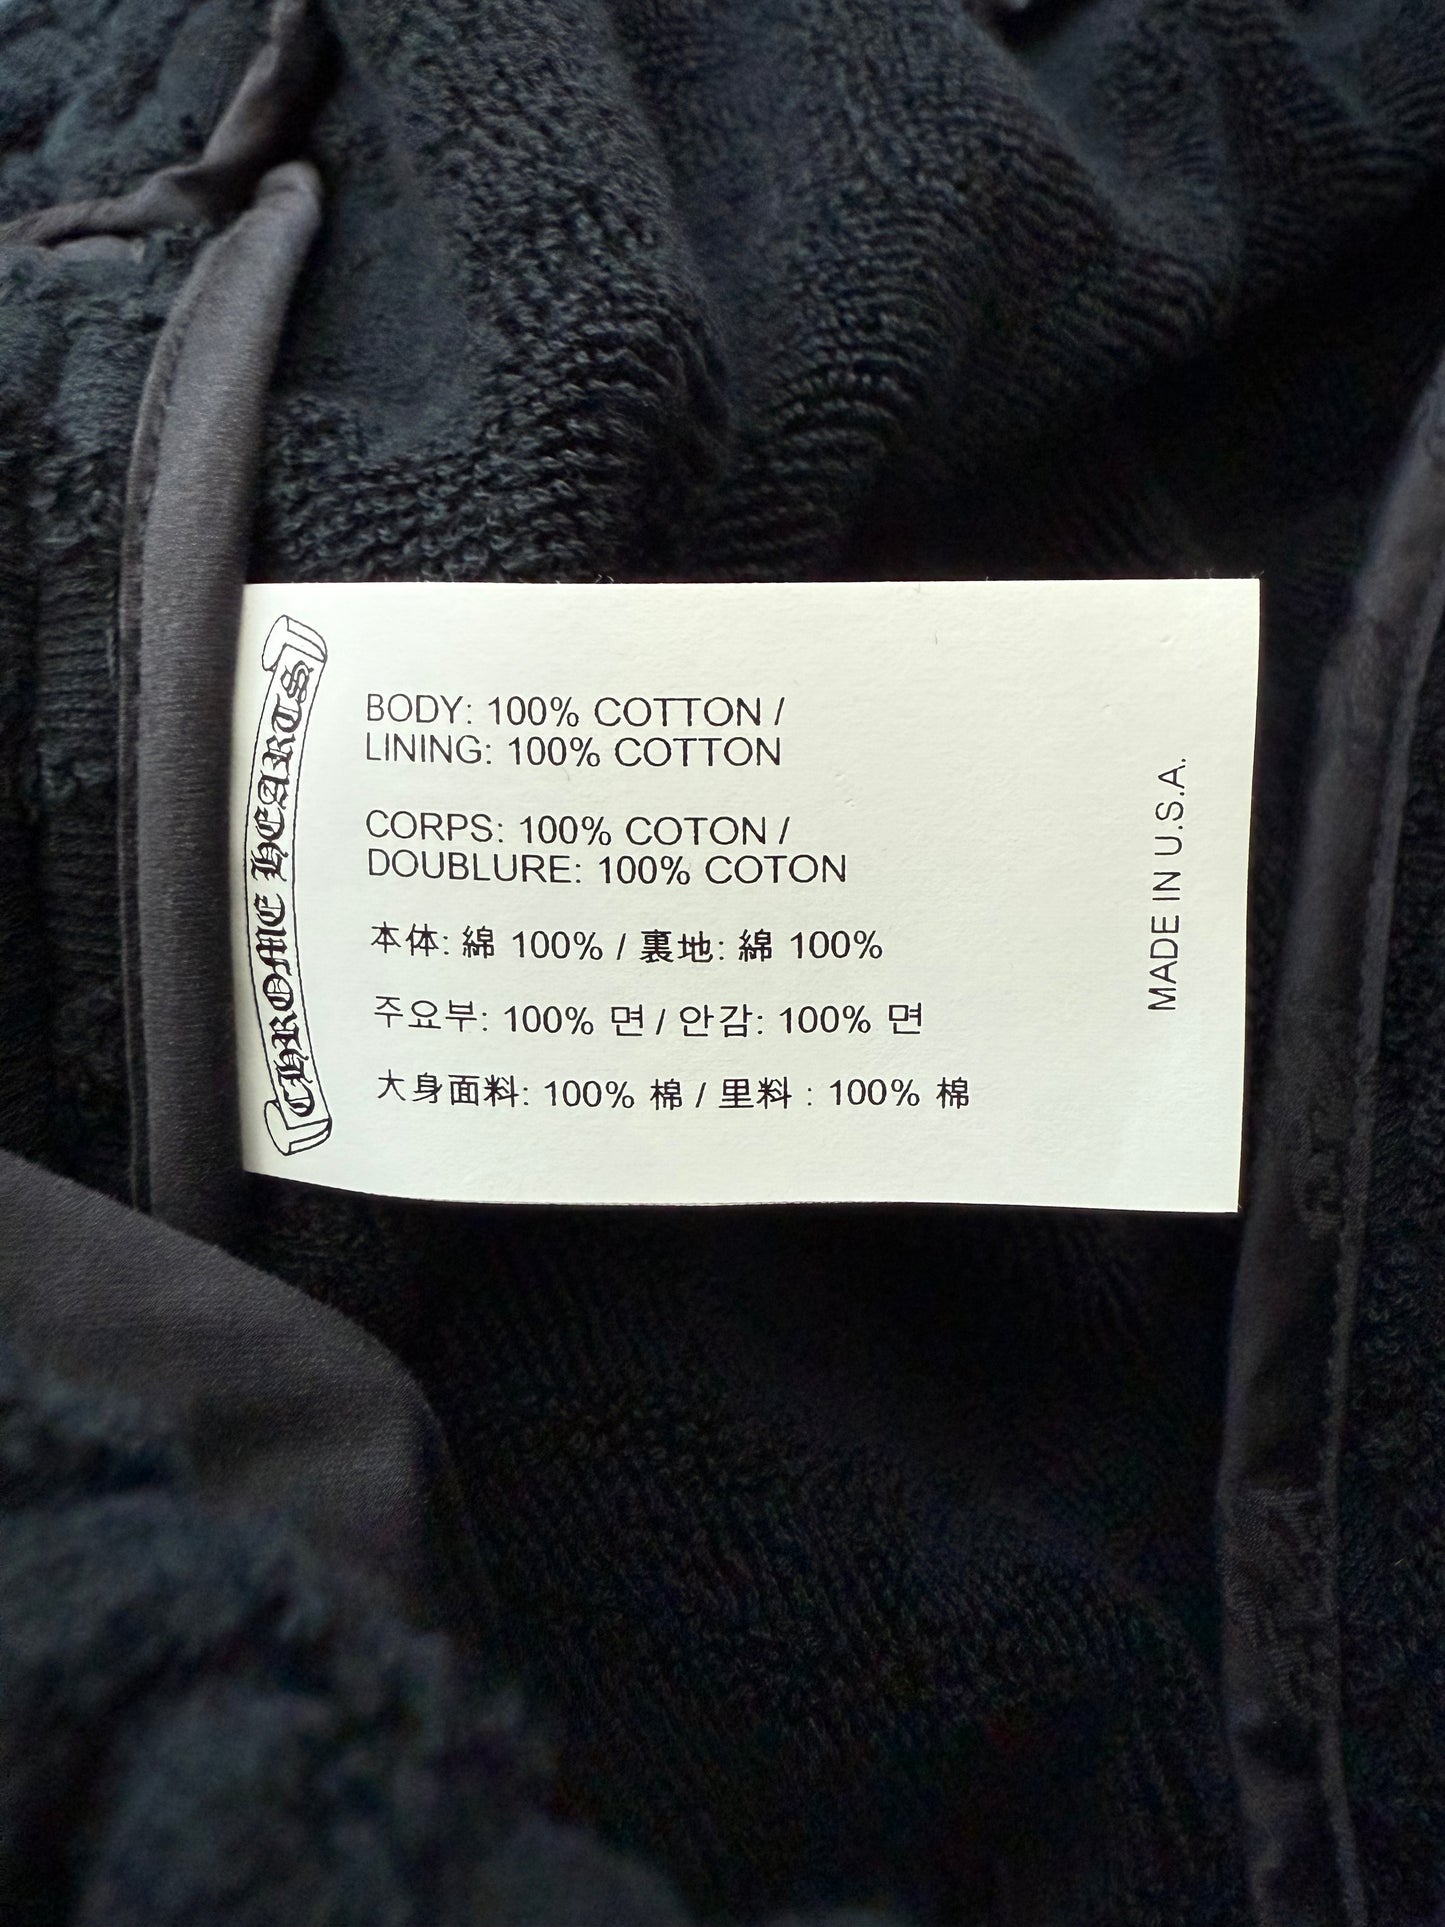 CHROME HEARTS
BODY: 100% COTTON /
LINING: 100% COTTON
CORPS: 100% COTON /
DOUBLURE: 100% COTON
本体: 綿 100% / 裏地: 綿 100%
주요부: 100% 면 / 안감: 100% 면
大身面料: 100% 棉 / 里料 : 100% 棉
MADE IN U.S.A.